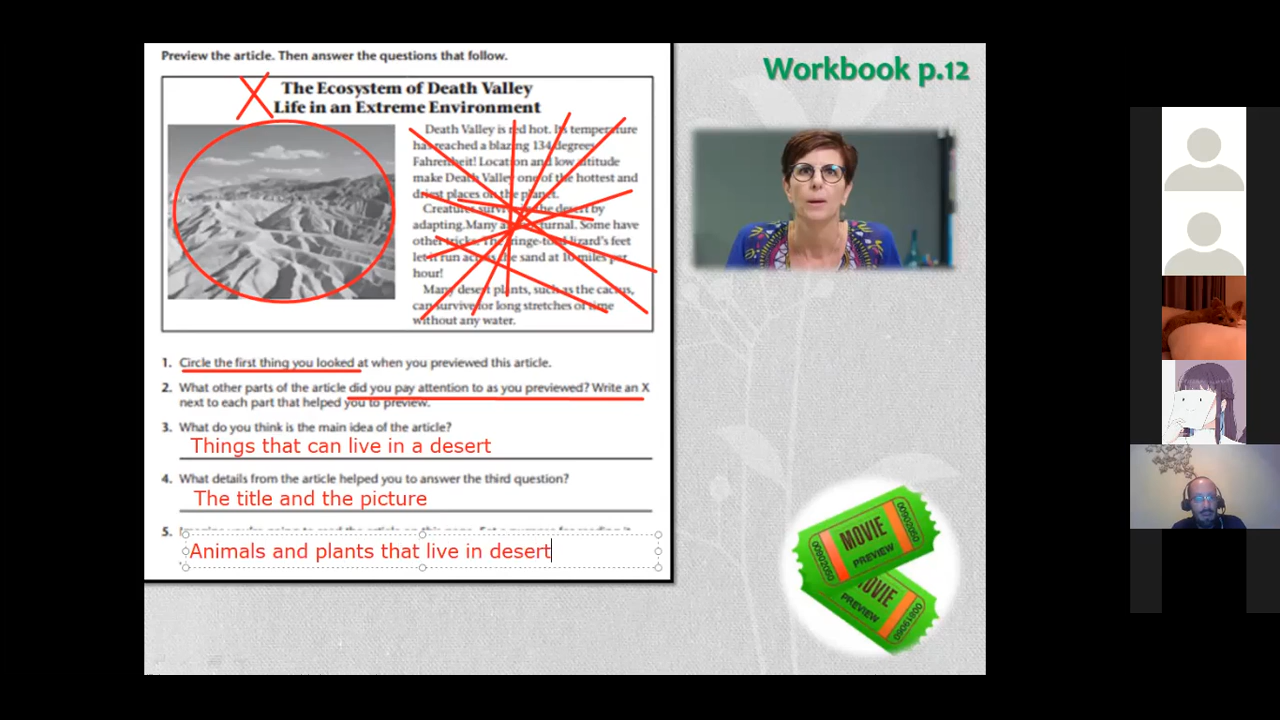 Preview the article. Then answer the questions that follow.
Workbook p.12
X The Ecosystem of Death Valley
Life in an Extreme Environment
Death Valley is red hot. Its temperature
has reached a blazing 134 degrees
Fahrenheit! Location and low altitude
make Death Valley one of the hottest and
driest places on the planet.
Creatures survive in the desert by
adapting. Many are nocturnal. Some have
other tricks. The fringe-toed lizard's feet
let it run across the sand at 10 miles per
hour!
Many desert plants, such as the cactus,
can survive for long stretches of time
without any water.
1. Circle the first thing you looked at when you previewed this article.
2. What other parts of the article did you pay attention to as you previewed? Write an X
next to each part that helped you to preview.
3. What do you think is the main idea of the article?
Things that can live in a desert
4. What details from the article helped you to answer the third question?
The title and the picture
5.
Animals and plants that live in desert
MOVIE
PREVIEW
00902050
00902050
MOVIE
PREVIEW